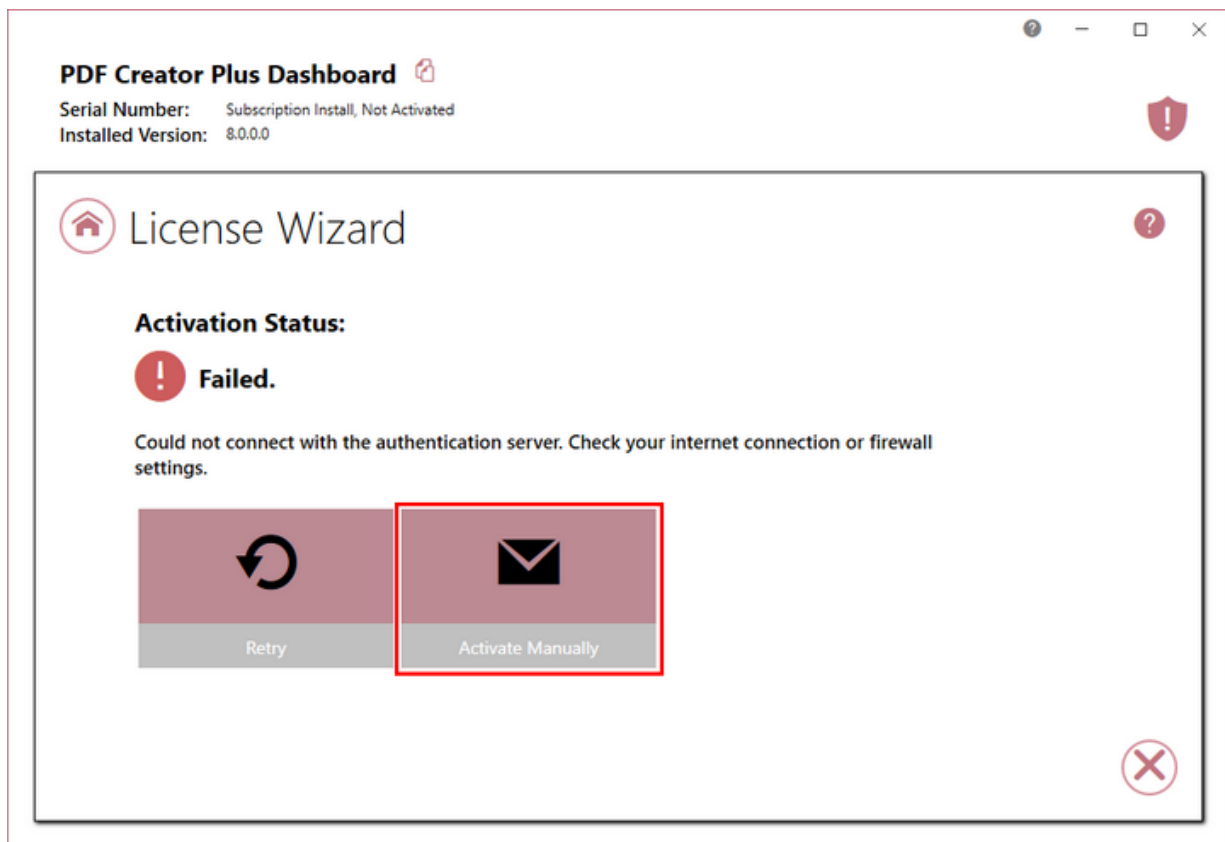 PDF Creator Plus Dashboard
Serial Number: Subscription Install, Not Activated
Installed Version: 8.0.0.0
License Wizard
Activation Status:
Failed.
Could not connect with the authentication server. Check your internet connection or firewall
settings.
Retry
Activate Manually